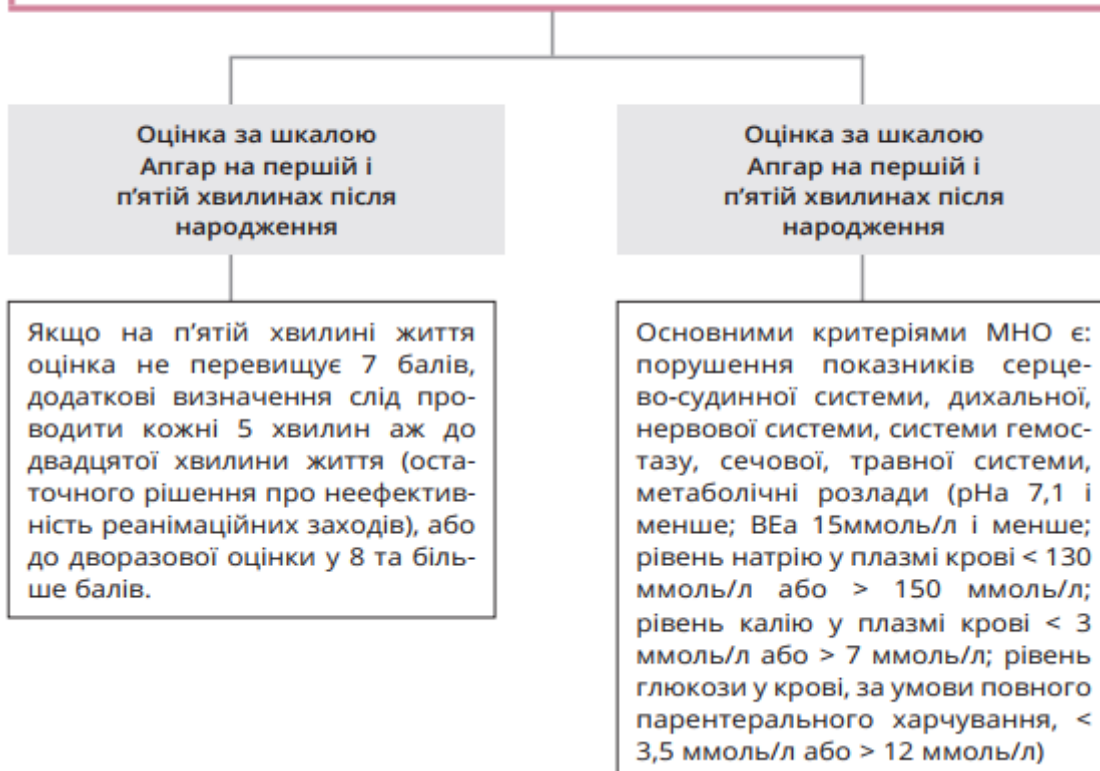 Оцінка за шкалою
Апгар на першій і
п’ятій хвилинах після
народження
Якщо на п’ятій хвилині життя
оцінка не перевищує 7 балів,
додаткові визначення слід про-
водити кожні 5 хвилин аж до
двадцятої хвилини життя (оста-
точного рішення про неефектив-
ність реанімаційних заходів), або
до дворазової оцінки у 8 та біль-
ше балів.
Оцінка за шкалою
Апгар на першій і
п’ятій хвилинах після
народження
Основними критеріями МНО є:
порушення показників серце-
во-судинної системи, дихальної,
нервової системи, системи гемос-
тазу, сечової, травної системи,
метаболічні розлади (pHa 7,1 і
менше; BEa 15ммоль/л і менше;
рівень натрію у плазмі крові < 130
ммоль/л або > 150 ммоль/л;
рівень калію у плазмі крові < 3
ммоль/л або > 7 ммоль/л; рівень
глюкози у крові, за умови повного
парентерального харчування, <
3,5 ммоль/л або > 12 ммоль/л)